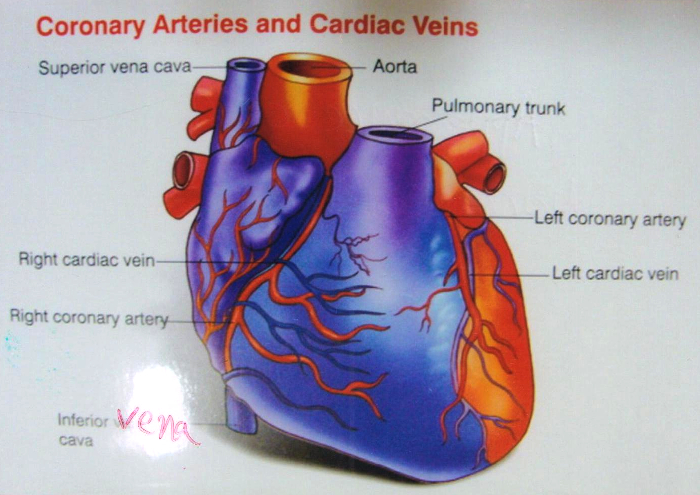 Coronary Arteries and Cardiac Veins
Superior vena cava
Aorta
Pulmonary trunk
Left coronary artery
Right cardiac vein
Left cardiac vein
Right coronary artery
Inferior vena
cava